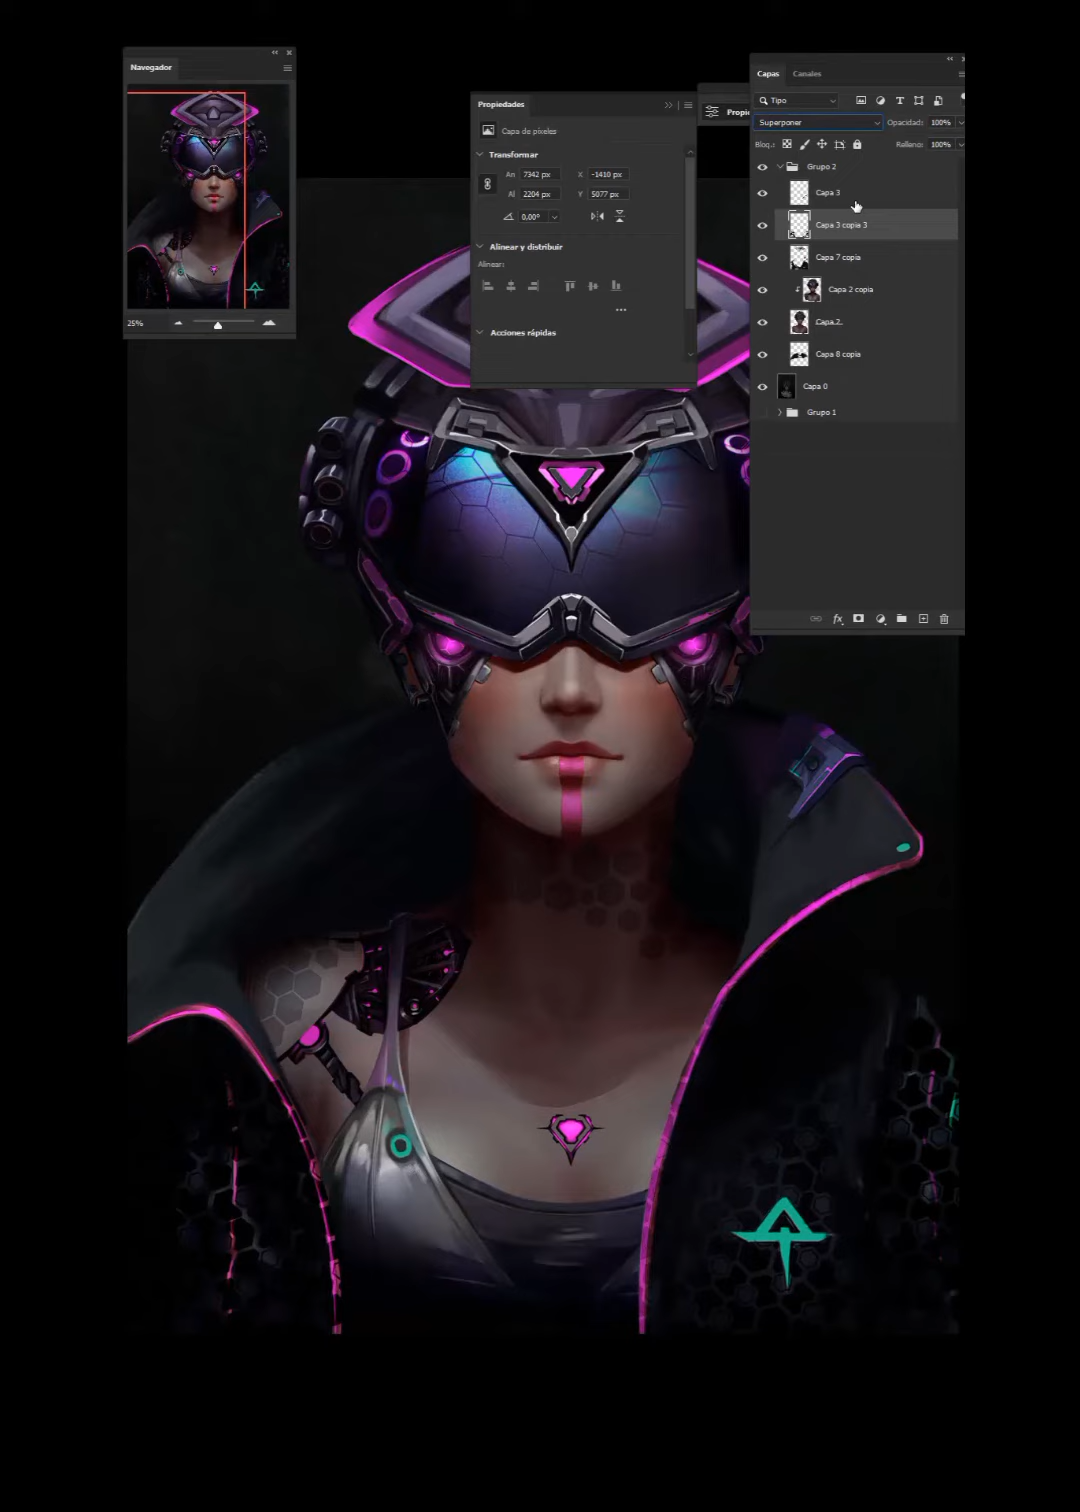 Navegador
25%
Propiedades
Capa de píxeles
Transformar
An 7342 px X -1410 px
Al 2204 px Y 5077 px
0,00°
Alinear y distribuir
Alinear:
Acciones rápidas
Propie
Capas Canales
Tipo
Superponer Opacidad: 100%
Bloq.: Relleno: 100%
Grupo 2
Capa 3
Capa 3 copia 3
Capa 7 copia
Capa 2 copia
Capa 2
Capa 8 copia
Capa 0
Grupo 1
fx